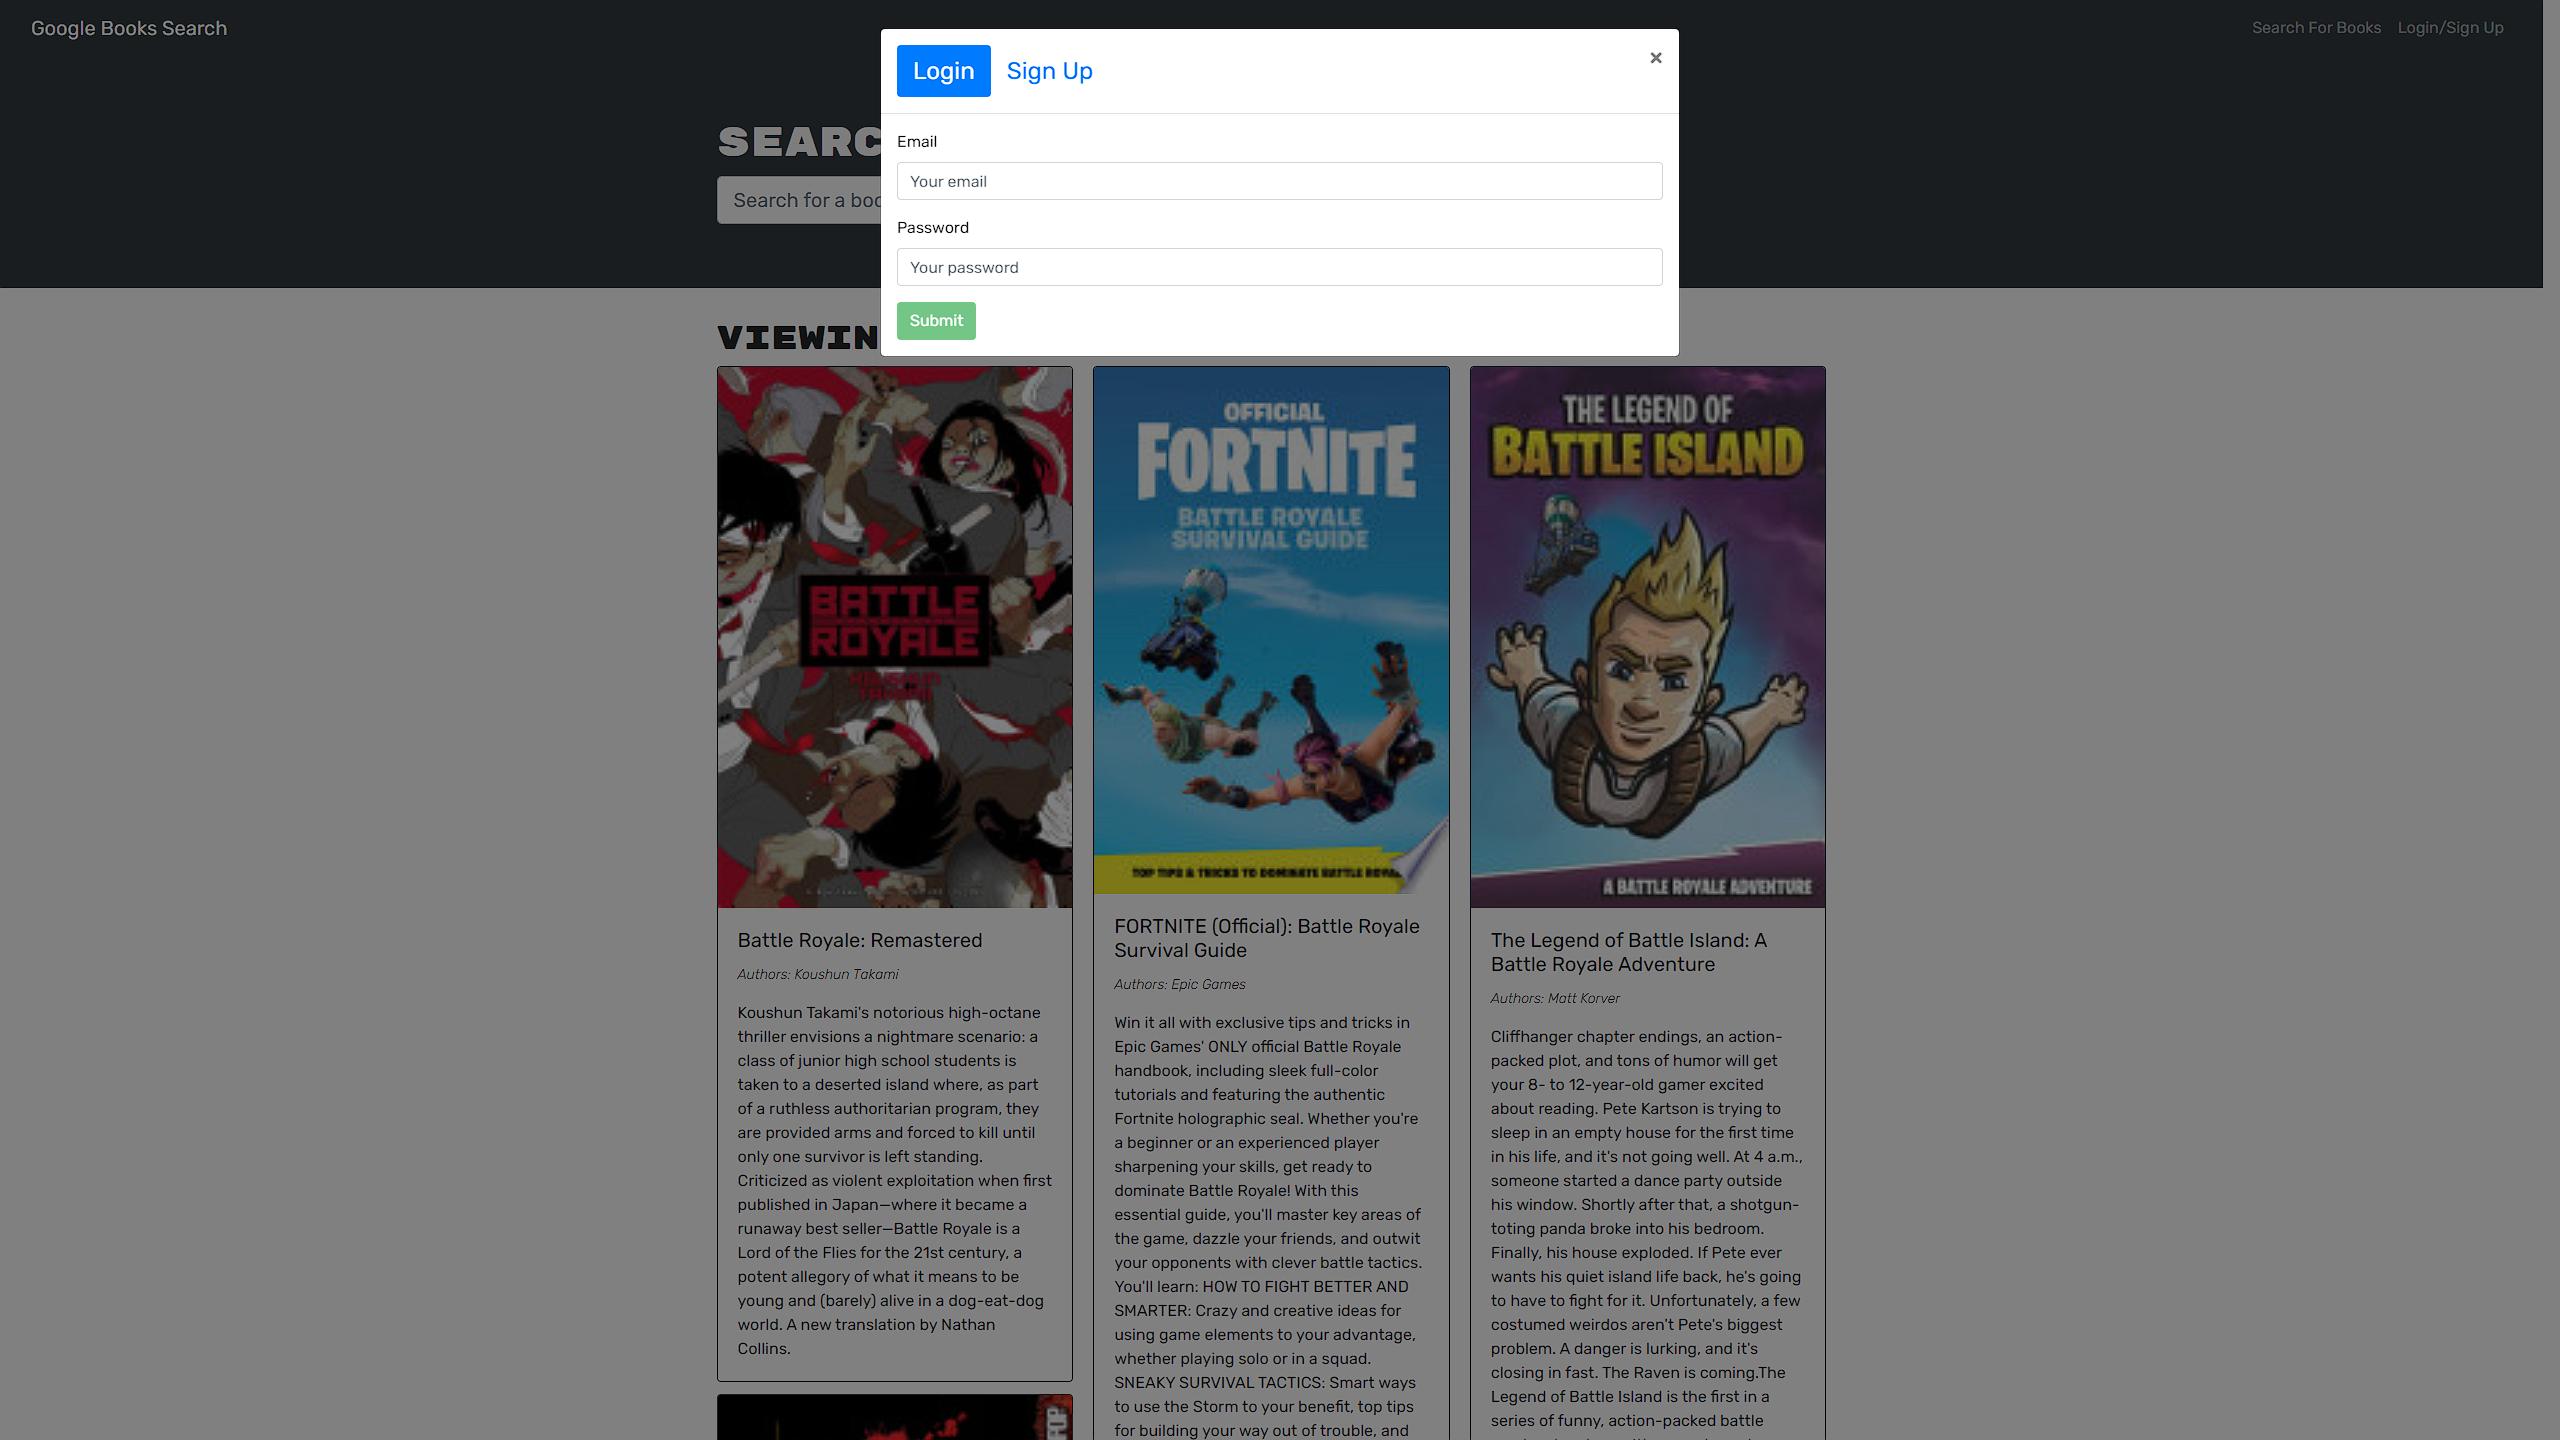 Google Books Search
Search For Books
Login/Sign Up
Login
Sign Up
×
SEARC
Search for a boo
Email
Your email
Password
Your password
Submit
VIEWIN
BATTLE
ROYALE
KOUSHUN
TAKAMI
Battle Royale: Remastered
Authors: Koushun Takami
Koushun Takami's notorious high-octane
thriller envisions a nightmare scenario: a
class of junior high school students is
taken to a deserted island where, as part
of a ruthless authoritarian program, they
are provided arms and forced to kill until
only one survivor is left standing.
Criticized as violent exploitation when first
published in Japan—where it became a
runaway best seller—Battle Royale is a
Lord of the Flies for the 21st century, a
potent allegory of what it means to be
young and (barely) alive in a dog-eat-dog
world. A new translation by Nathan
Collins.
OFFICIAL
FORTNITE
BATTLE ROYALE
SURVIVAL GUIDE
TOP TIPS & TRICKS TO DOMINATE BATTLE ROYALE
FORTNITE (Official): Battle Royale
Survival Guide
Authors: Epic Games
Win it all with exclusive tips and tricks in
Epic Games' ONLY official Battle Royale
handbook, including sleek full-color
tutorials and featuring the authentic
Fortnite holographic seal. Whether you're
a beginner or an experienced player
sharpening your skills, get ready to
dominate Battle Royale! With this
essential guide, you'll master key areas of
the game, dazzle your friends, and outwit
your opponents with clever battle tactics.
You'll learn: HOW TO FIGHT BETTER AND
SMARTER: Crazy and creative ideas for
using game elements to your advantage,
whether playing solo or in a squad.
SNEAKY SURVIVAL TACTICS: Smart ways
to use the Storm to your benefit, top tips
for building your way out of trouble, and
THE LEGEND OF
BATTLE ISLAND
A BATTLE ROYALE ADVENTURE
The Legend of Battle Island: A
Battle Royale Adventure
Authors: Matt Korver
Cliffhanger chapter endings, an action-
packed plot, and tons of humor will get
your 8- to 12-year-old gamer excited
about reading. Pete Kartson is trying to
sleep in an empty house for the first time
in his life, and it's not going well. At 4 a.m.,
someone started a dance party outside
his window. Shortly after that, a shotgun-
toting panda broke into his bedroom.
Finally, his house exploded. If Pete ever
wants his quiet island life back, he's going
to have to fight for it. Unfortunately, a few
costumed weirdos aren't Pete's biggest
problem. A danger is lurking, and it's
closing in fast. The Raven is coming.The
Legend of Battle Island is the first in a
series of funny, action-packed battle